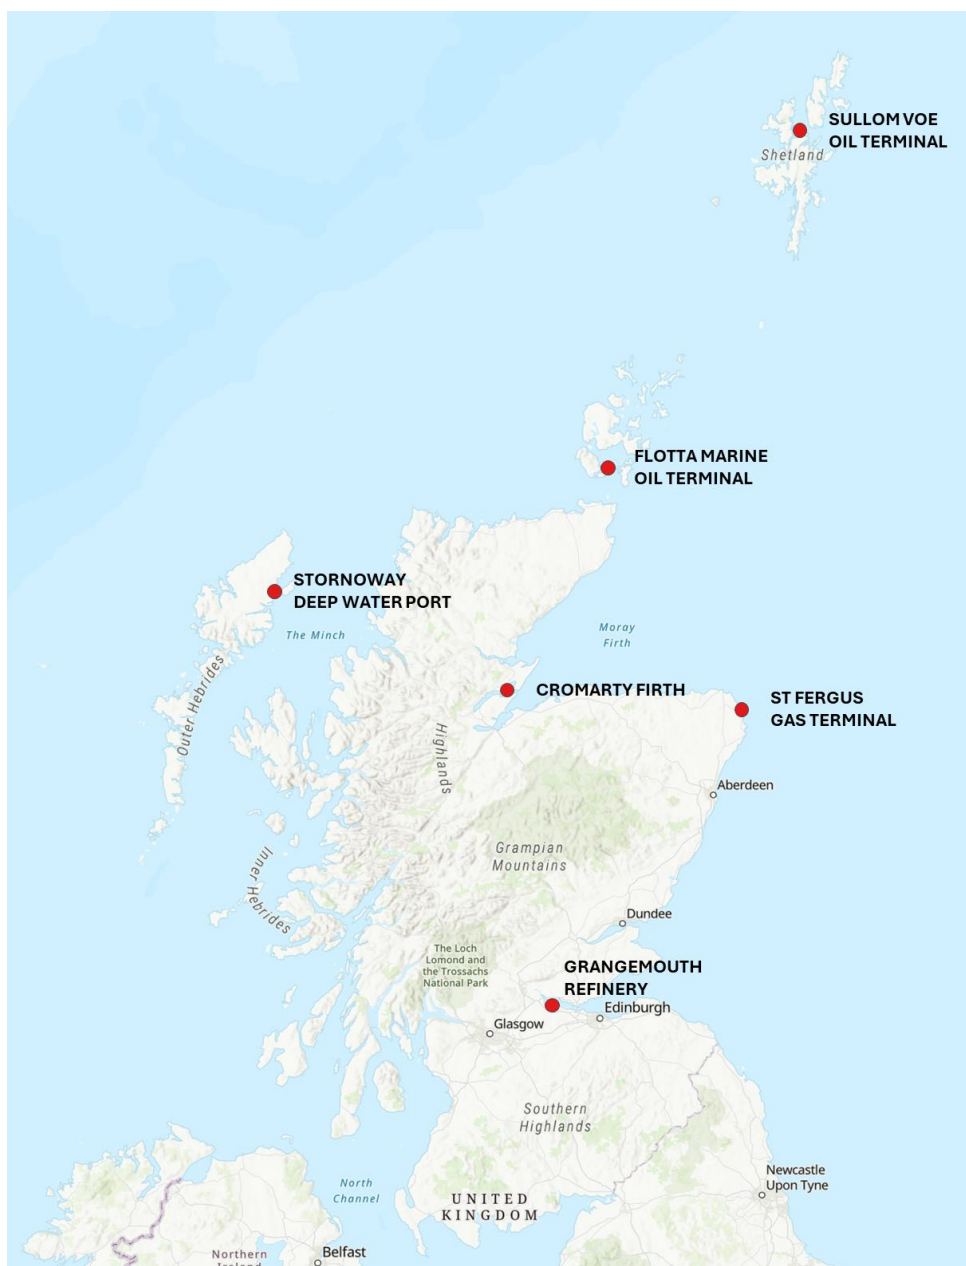 SULLOM VOE
OIL TERMINAL
Shetland
FLOTTA MARINE
OIL TERMINAL
STORNOWAY
DEEP WATER PORT
The Minch
Moray
Firth
Outer Hebrides
CROMARTY FIRTH
ST FERGUS
GAS TERMINAL
Highlands
Aberdeen
Grampian
Mountains
Inner Hebrides
Dundee
The Loch
Lomond and
the Trossachs
National Park
GRANGEMOUTH
REFINERY
Edinburgh
Glasgow
Southern
Highlands
Newcastle
Upon Tyne
North
Channel
UNITED
KINGDOM
Belfast
Northern
Ireland